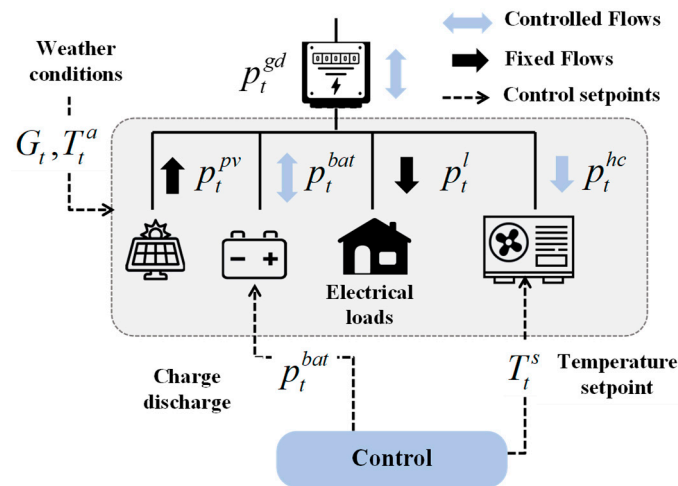 Weather
conditions
p_t^{gd}
00000
Controlled Flows
Fixed Flows
Control setpoints
G_t, T_t^a
p_t^{pv}
p_t^{bat}
p_t^l
p_t^{hc}
Electrical
loads
Charge
discharge
p_t^{bat}
T_t^s
Temperature
setpoint
Control